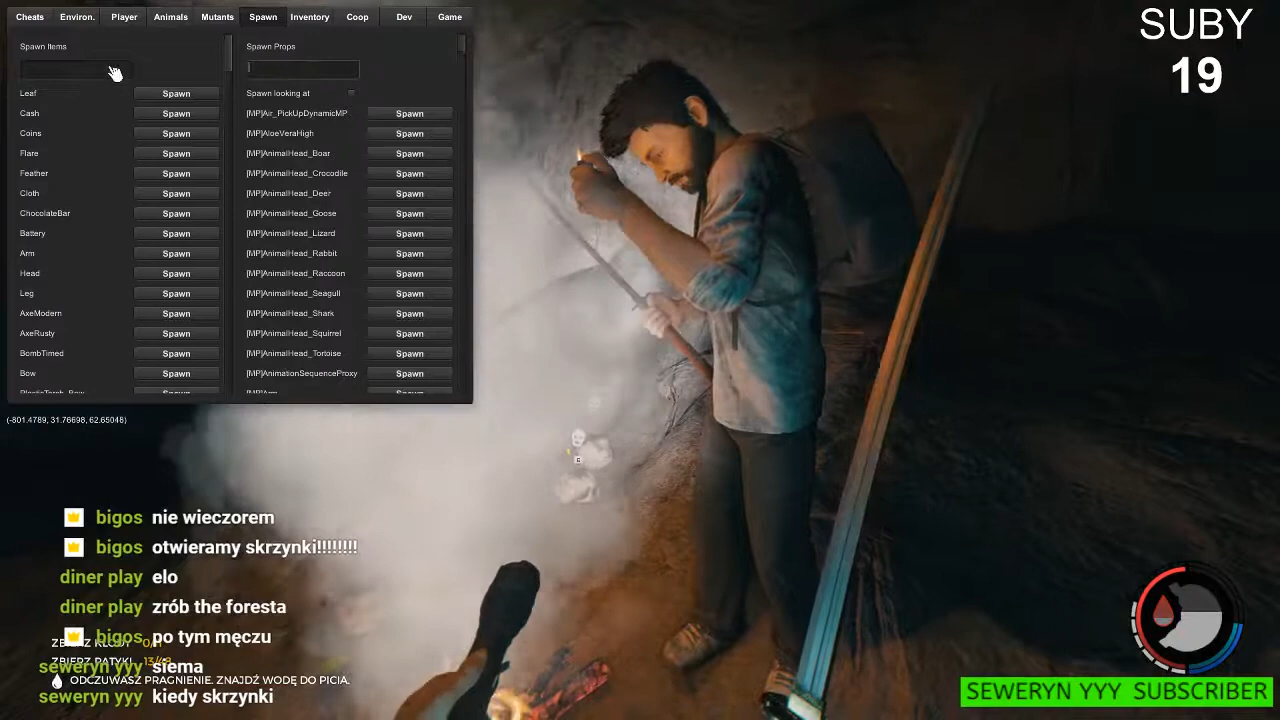 Cheats Environ. Player Animals Mutants Spawn Inventory Coop Dev Game
SUBY
19
Spawn Items
Leaf Spawn
Cash Spawn
Coins Spawn
Flare Spawn
Feather Spawn
Cloth Spawn
ChocolateBar Spawn
Battery Spawn
Arm Spawn
Head Spawn
Leg Spawn
AxeModern Spawn
AxeRusty Spawn
BombTimed Spawn
Bow Spawn
Spawn Props
Spawn looking at
[MP]Air_PickUpDynamicMP Spawn
[MP]AloeVeraHigh Spawn
[MP]AnimalHead_Boar Spawn
[MP]AnimalHead_Crocodile Spawn
[MP]AnimalHead_Deer Spawn
[MP]AnimalHead_Goose Spawn
[MP]AnimalHead_Lizard Spawn
[MP]AnimalHead_Rabbit Spawn
[MP]AnimalHead_Raccoon Spawn
[MP]AnimalHead_Seagull Spawn
[MP]AnimalHead_Shark Spawn
[MP]AnimalHead_Squirrel Spawn
[MP]AnimalHead_Tortoise Spawn
[MP]AnimationSequenceProxy Spawn
(-801.4789, 31.76698, 62.65048)
E
bigos nie wieczorem
bigos otwieramy skrzynki!!!!!!!!
diner play elo
diner play zrób the foresta
bigos po tym męczu
ZBIERZ PATYKI
seweryn yyy siema
ODCZUWASZ PRAGNIENIE. ZNAJDŹ WODĘ DO PICIA.
seweryn yyy kiedy skrzynki
SEWERYN YYY SUBSCRIBER